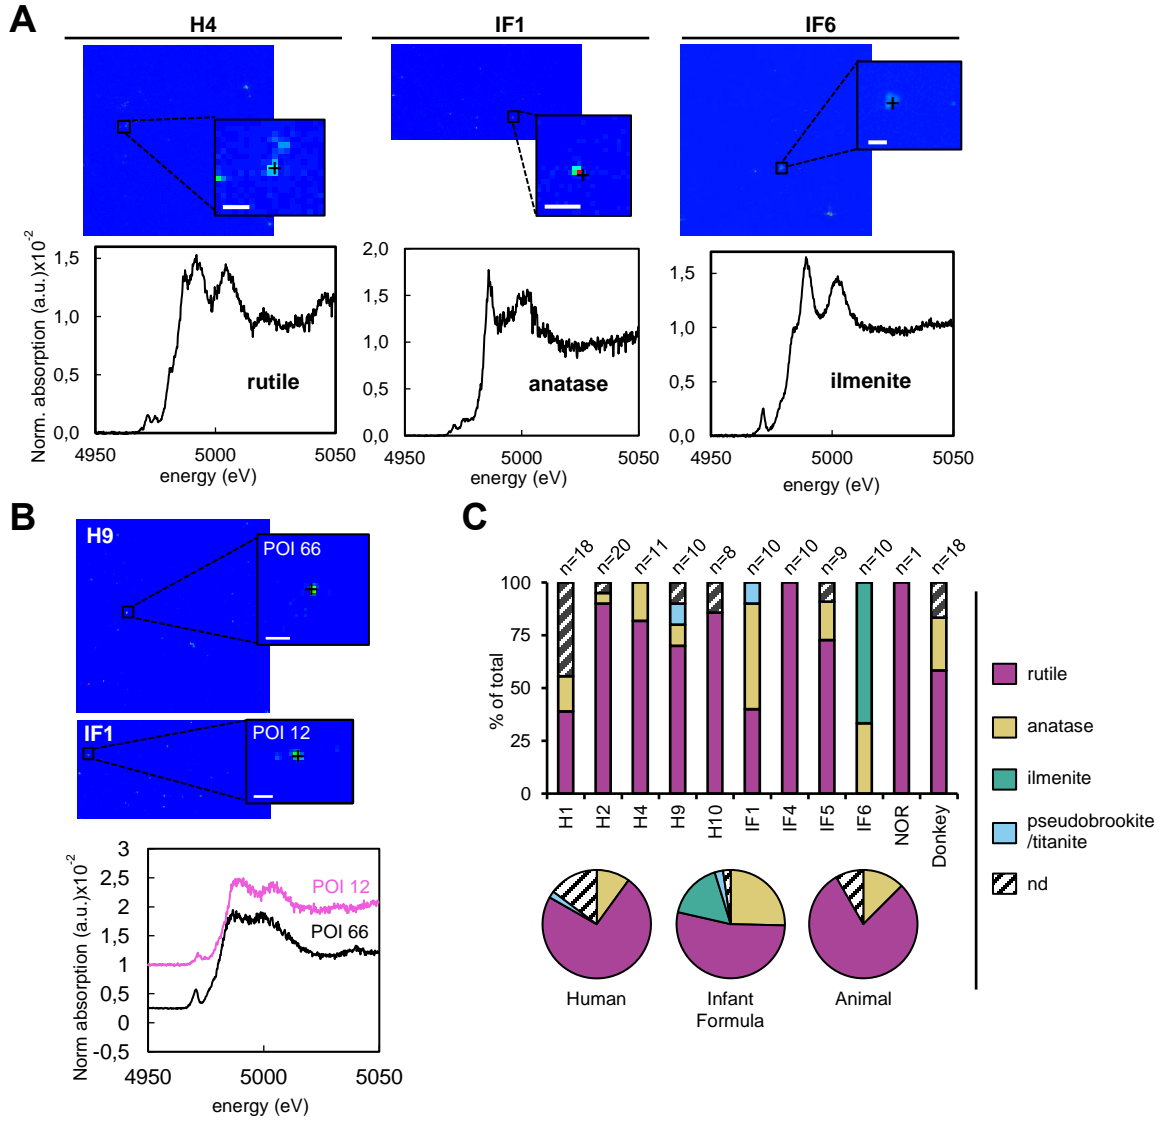 A
H4
IF1
IF6
Norm. absorption (a.u.)x10-2
1,5
1,0
0,5
0,0
rutile
4950
5000
5050
energy (eV)
2,0
1,5
1,0
0,5
0,0
anatase
4950
5000
5050
energy (eV)
1,5
1,0
0,5
0,0
ilmenite
4950
5000
5050
energy (eV)
B
H9
POI 66
IF1
POI 12
Norm absorption (a.u.)x10-2
3
2,5
2
1,5
1
0,5
0
-0,5
POI 12
POI 66
4950
5000
5050
energy (eV)
C
n=18
n=20
n=11
n=10
n=8
n=10
n=10
n=9
n=10
n=1
n=18
% of total
100
75
50
25
0
H1
H2
H4
H9
H10
IF1
IF4
IF5
IF6
NOR
Donkey
rutile
anatase
ilmenite
pseudobrookite
/titanite
nd
Human
Infant
Formula
Animal